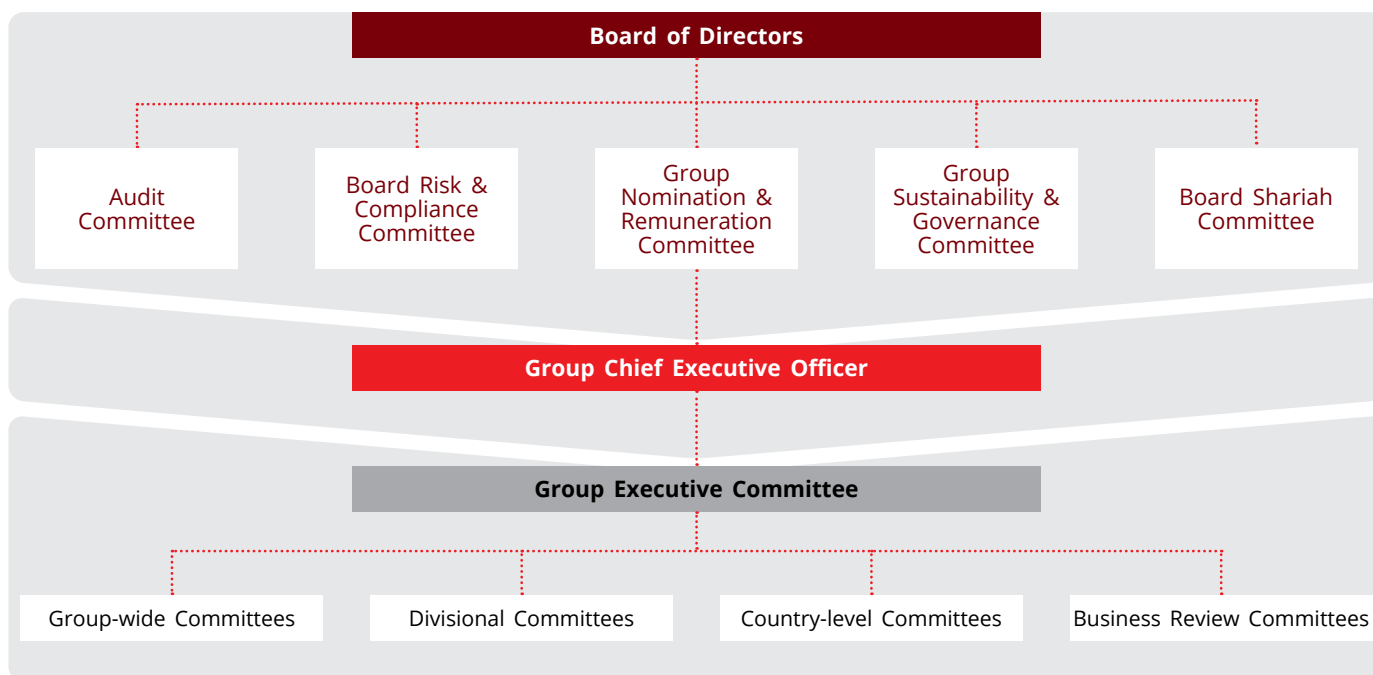 Board of Directors
Audit
Committee
Board Risk &
Compliance
Committee
Group
Nomination &
Remuneration
Committee
Group
Sustainability &
Governance
Committee
Board Shariah
Committee
Group Chief Executive Officer
Group Executive Committee
Group-wide Committees
Divisional Committees
Country-level Committees
Business Review Committees